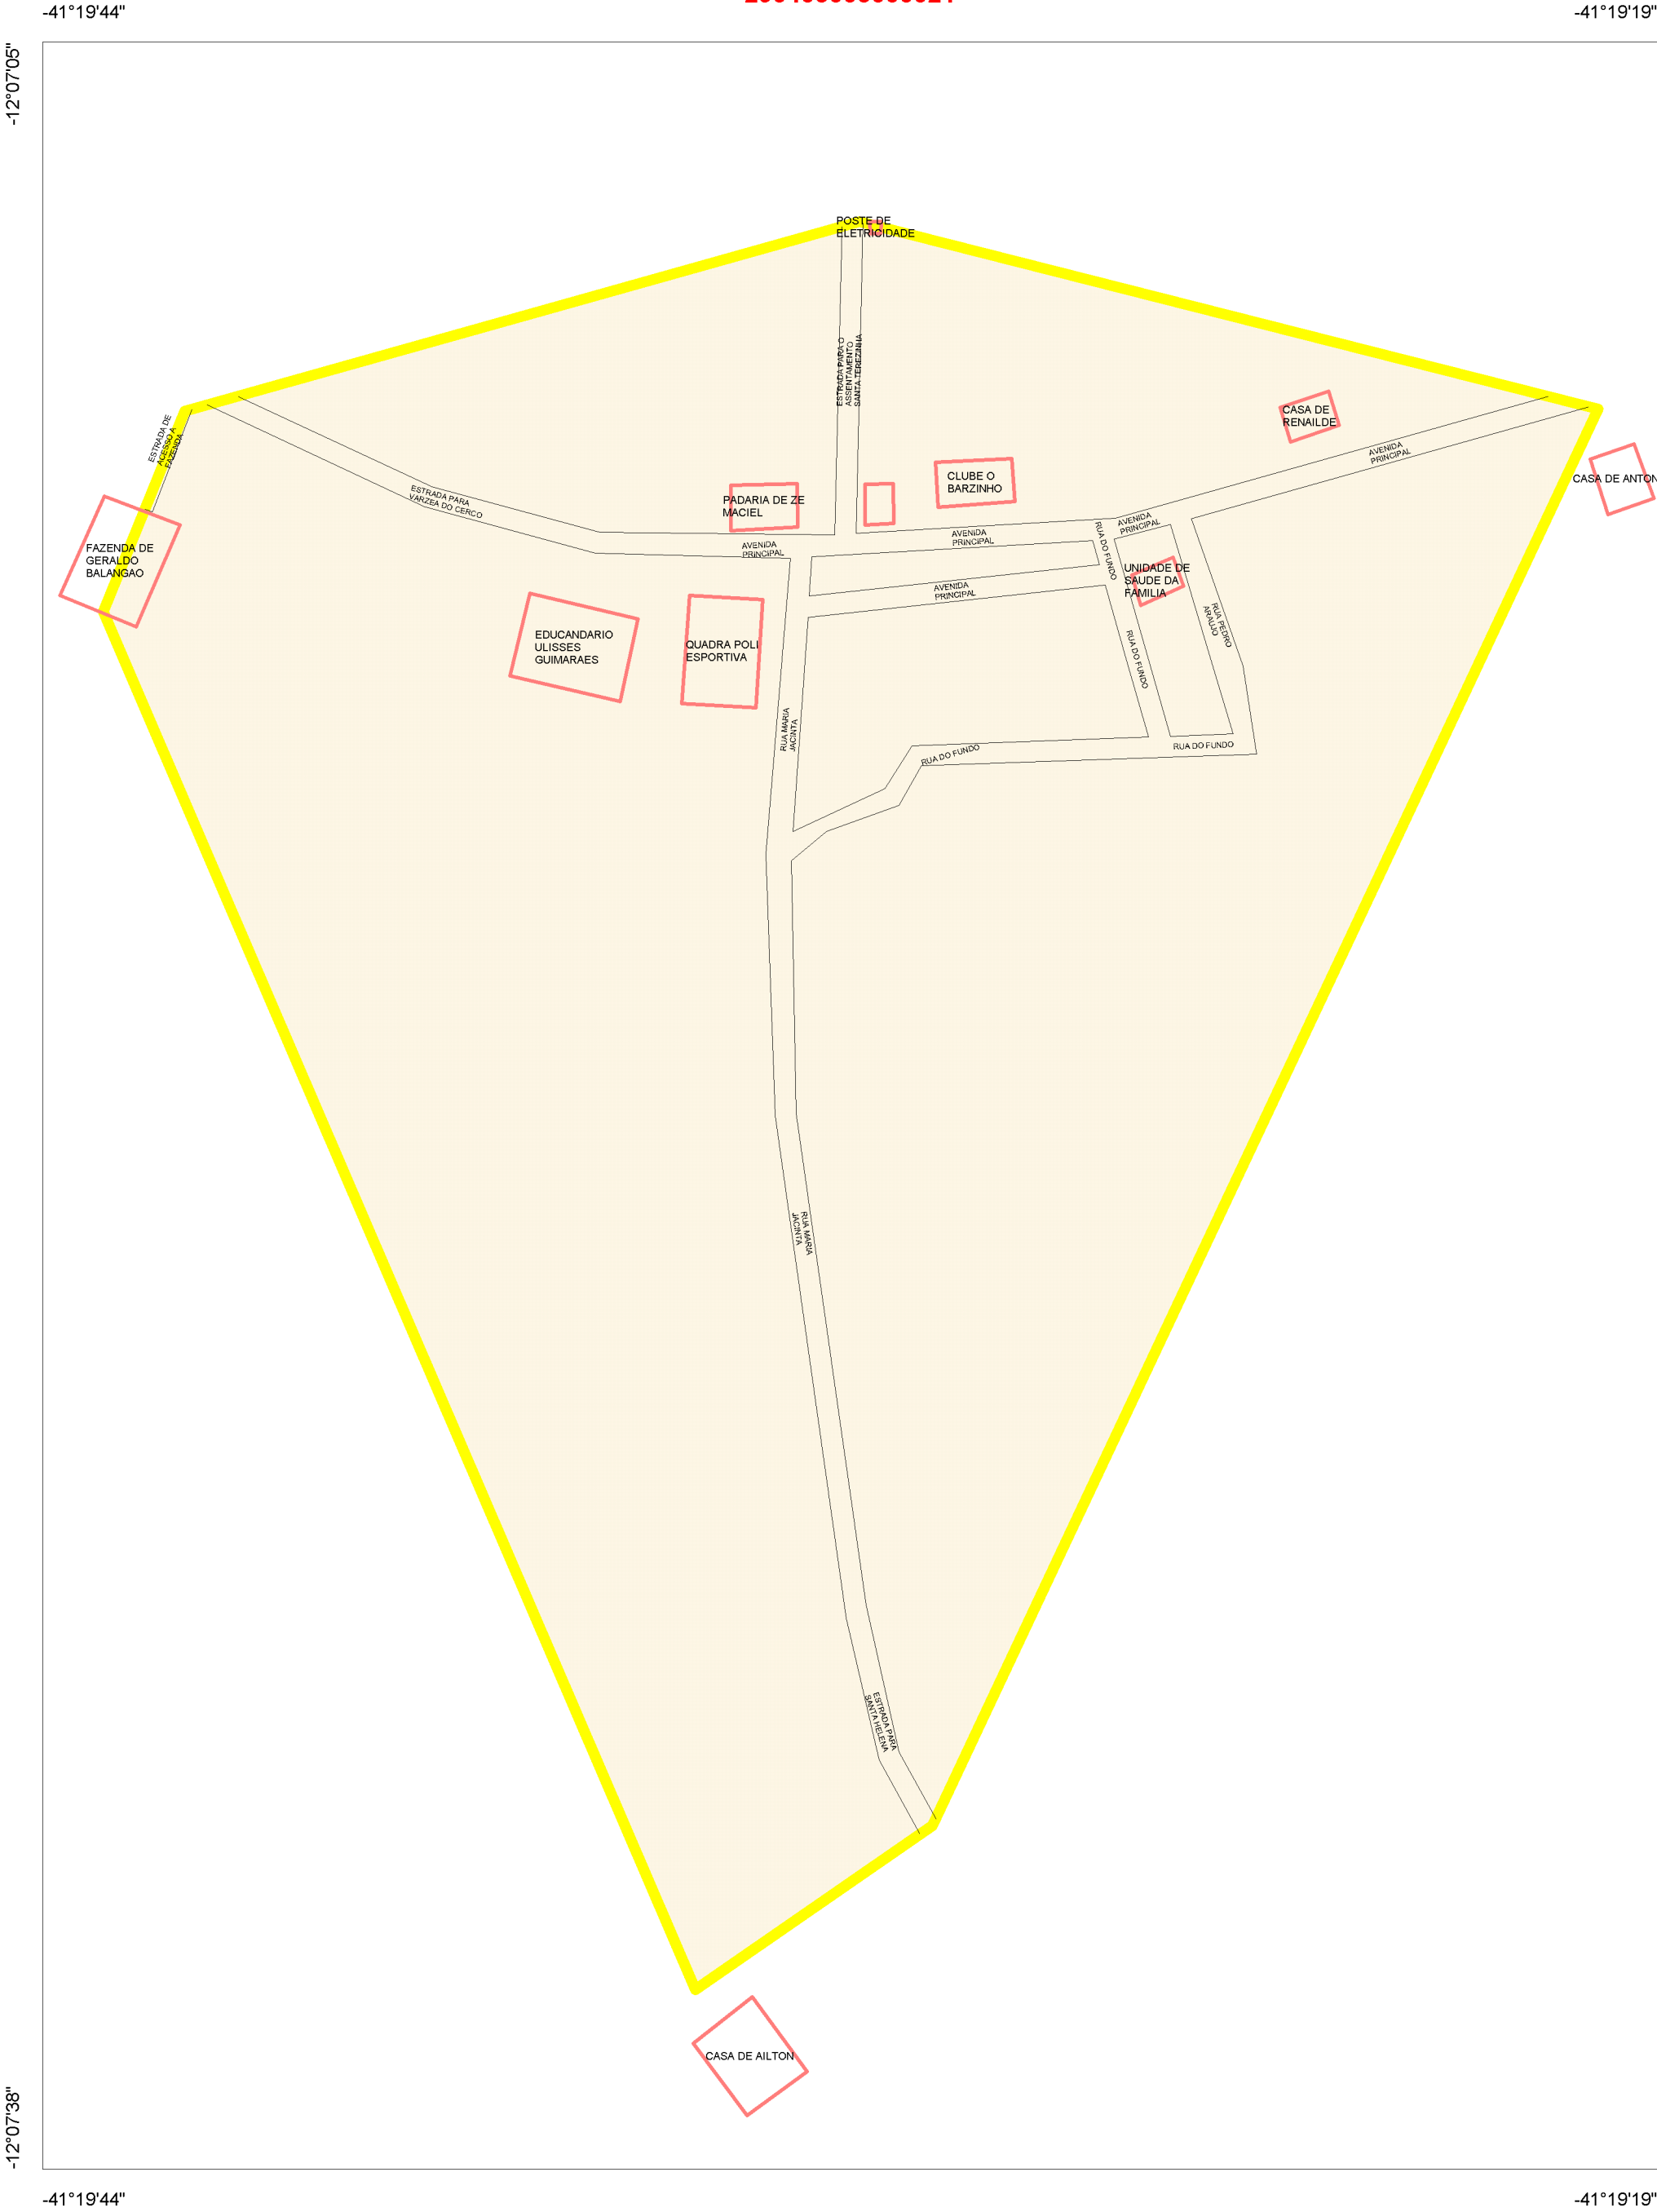 -41°19'44"
-41°19'19"
-12°07'05"
POSTE DE
ELETRICIDADE
ESTRADA PARA O
ASSENTAMENTO
SANTA TEREZINHA
CASA DE
RENAILDE
ESTRADA DE
ACESSO A
FAZENDA
AVENIDA
PRINCIPAL
CASA DE ANTON
CLUBE O
BARZINHO
ESTRADA PARA
VARZEA DO CERCO
PADARIA DE ZE
MACIEL
AVENIDA
PRINCIPAL
AVENIDA
PRINCIPAL
AVENIDA
PRINCIPAL
RUA DO FUNDO
FAZENDA DE
GERALDO
BALANGAO
UNIDADE DE
SAUDE DA
FAMILIA
AVENIDA
PRINCIPAL
RUA PEDRO
ARAUJO
EDUCANDARIO
ULISSES
GUIMARAES
QUADRA POLI
ESPORTIVA
RUA DO FUNDO
RUA MARIA
JACINTA
RUA DO FUNDO
RUA DO FUNDO
RUA MARIA
JACINTA
ESTRADA PARA
SANTA HELENA
CASA DE AILTON
-12°07'38"
-41°19'44"
-41°19'19"